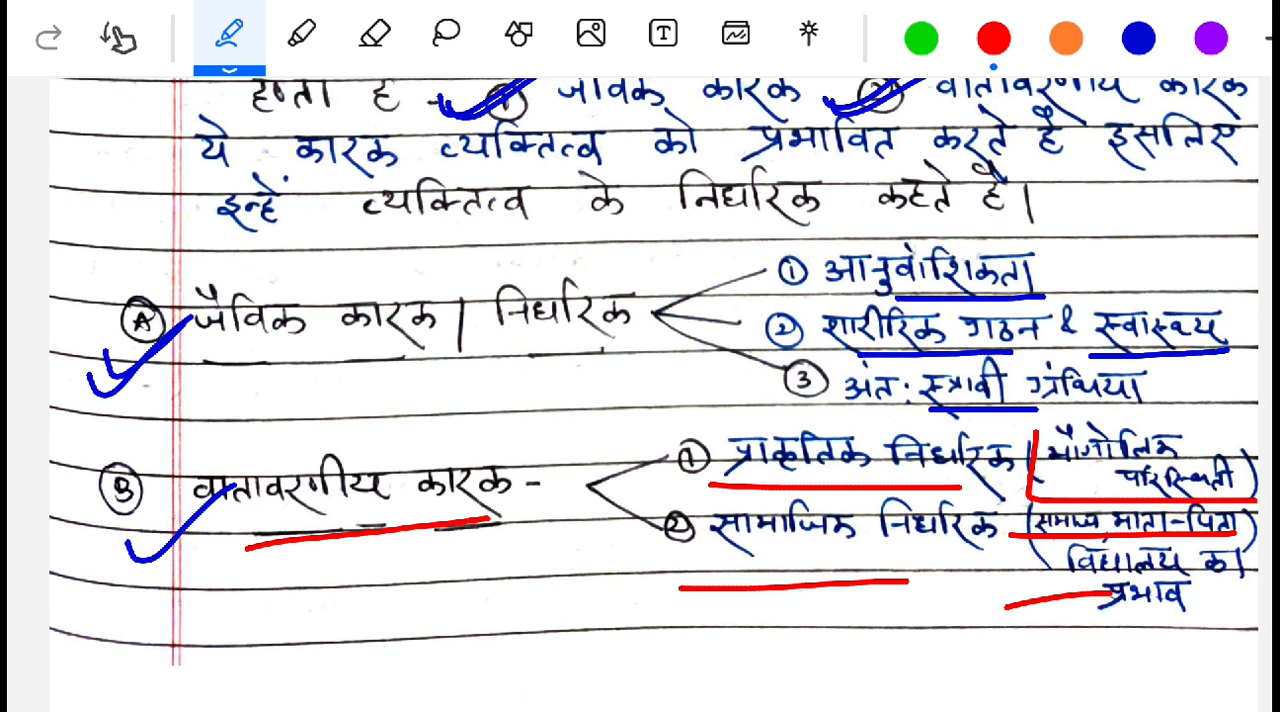 होता है - ① जैविक कारक ② वातावरणीय कारक
ये कारक व्यक्तित्व को प्रभावित करते है इसलिए
इन्हें व्यक्तित्व के निर्धारक कहते है।
Ⓐ जैविक कारक / निर्धारक
① आनुवांशिकता
② शारीरिक गठन & स्वास्थ्य
③ अंत: स्त्रावी ग्रंथिया
Ⓑ वातावरणीय कारक -
① प्राकृतिक निर्धारक (भौगोलिक परिस्थिती)
② सामाजिक निर्धारक (समाज, माता-पिता)
विद्यालय का
प्रभाव